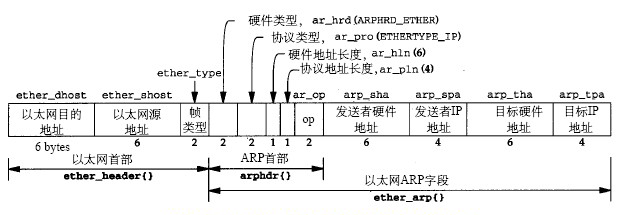 硬件类型, ar_hrd(ARPHRD_ETHER)
协议类型, ar_pro(ETHERTYPE_IP)
硬件地址长度, ar_hln(6)
协议地址长度, ar_pln(4)
ether_type
ether_dhost ether_shost ar_op ar_sha ar_spa ar_tha ar_tpa
以太网目的地址 以太网源地址 帧类型 op 发送者硬件地址 发送者IP地址 目标硬件地址 目标IP地址
6 bytes 6 2 2 2 1 1 2 6 4 6 4
以太网首部 ARP首部
ether_header{} arphdr{}
以太网ARP字段
ether_arp{}